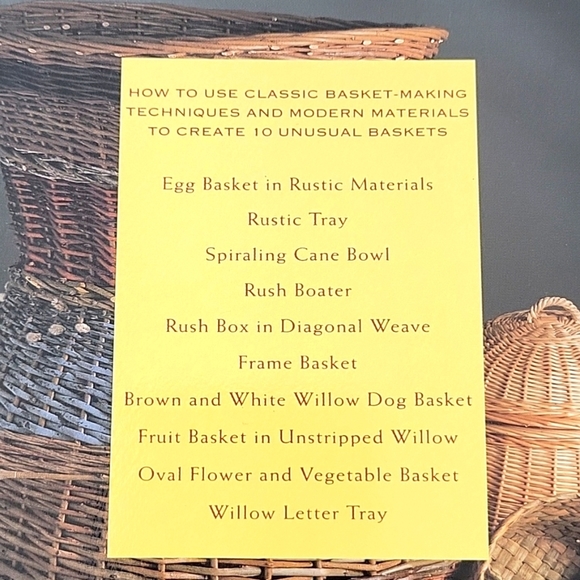 HOW TO USE CLASSIC BASKET-MAKING
TECHNIQUES AND MODERN MATERIALS
TO CREATE 10 UNUSUAL BASKETS
Egg Basket in Rustic Materials
Rustic Tray
Spiraling Cane Bowl
Rush Boater
Rush Box in Diagonal Weave
Frame Basket
Brown and White Willow Dog Basket
Fruit Basket in Unstripped Willow
Oval Flower and Vegetable Basket
Willow Letter Tray